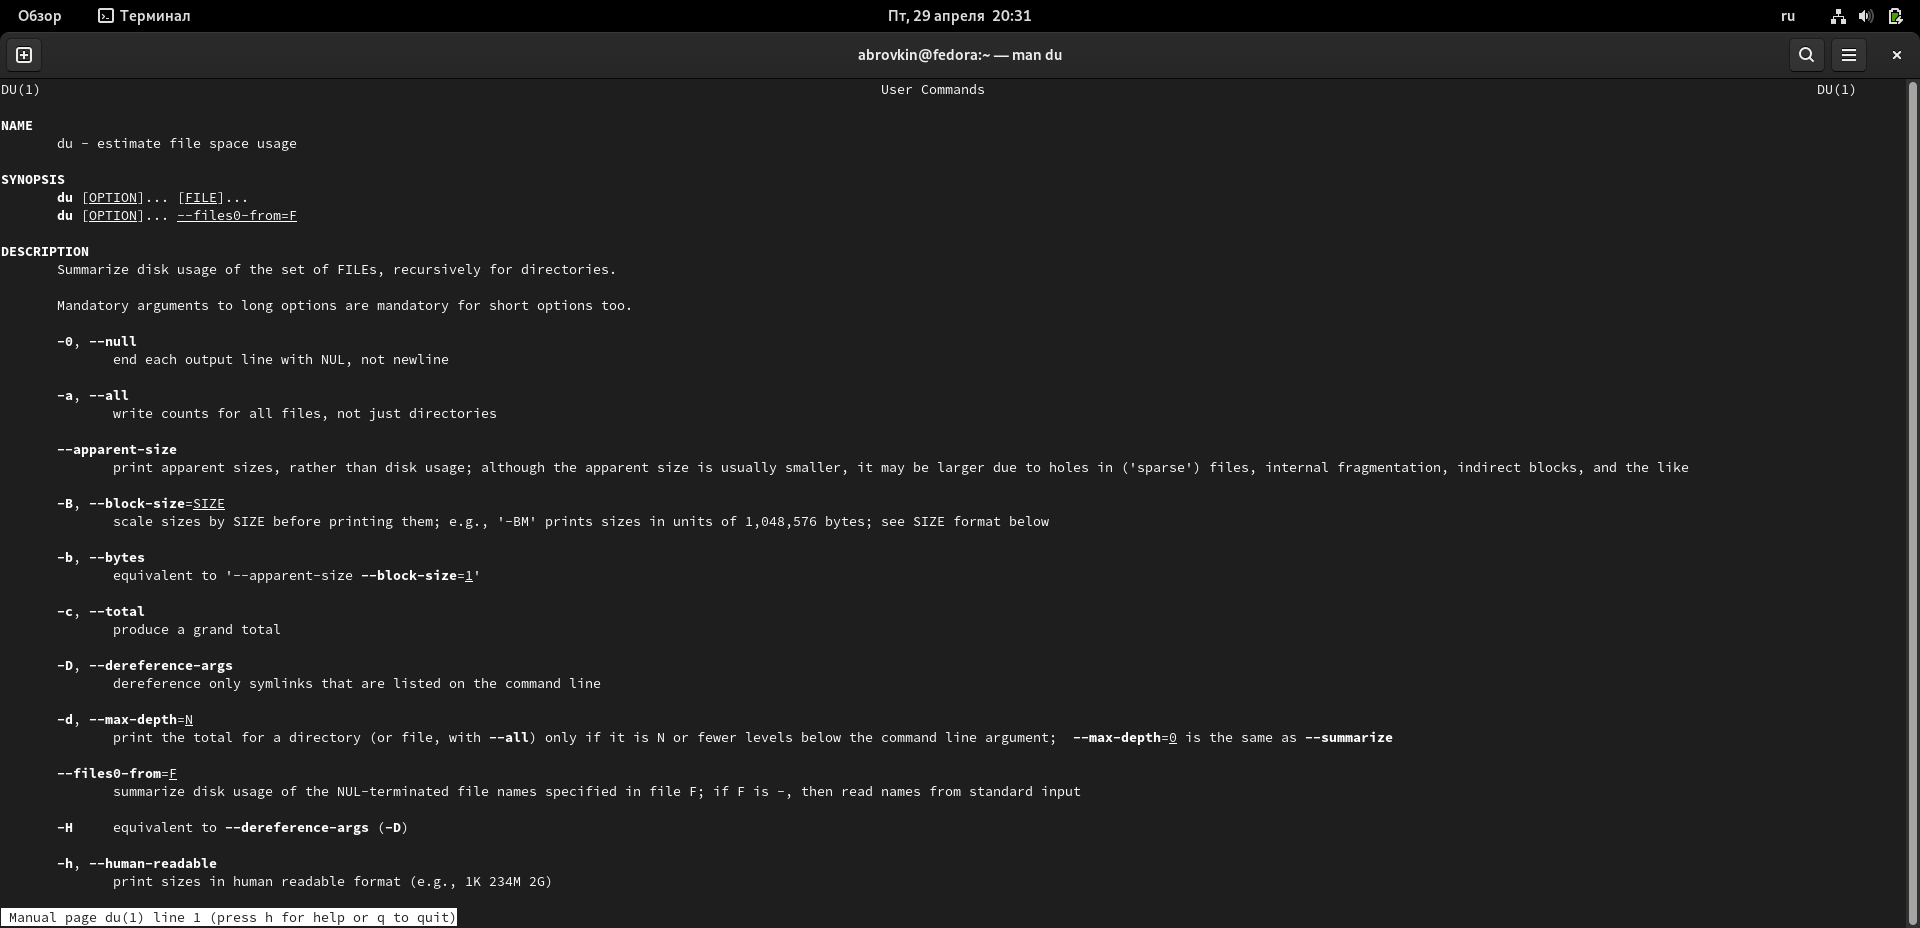 Обзор Терминал Пт, 29 апреля 20:31 ru
abrovkin@fedora:~ — man du
DU(1) User Commands DU(1)
NAME
du - estimate file space usage
SYNOPSIS
du [OPTION]... [FILE]...
du [OPTION]... --files0-from=F
DESCRIPTION
Summarize disk usage of the set of FILEs, recursively for directories.
Mandatory arguments to long options are mandatory for short options too.
-0, --null
end each output line with NUL, not newline
-a, --all
write counts for all files, not just directories
--apparent-size
print apparent sizes, rather than disk usage; although the apparent size is usually smaller, it may be larger due to holes in ('sparse') files, internal fragmentation, indirect blocks, and the like
-B, --block-size=SIZE
scale sizes by SIZE before printing them; e.g., '-BM' prints sizes in units of 1,048,576 bytes; see SIZE format below
-b, --bytes
equivalent to '--apparent-size --block-size=1'
-c, --total
produce a grand total
-D, --dereference-args
dereference only symlinks that are listed on the command line
-d, --max-depth=N
print the total for a directory (or file, with --all) only if it is N or fewer levels below the command line argument;  --max-depth=0 is the same as --summarize
--files0-from=F
summarize disk usage of the NUL-terminated file names specified in file F; if F is -, then read names from standard input
-H equivalent to --dereference-args (-D)
-h, --human-readable
print sizes in human readable format (e.g., 1K 234M 2G)
Manual page du(1) line 1 (press h for help or q to quit)